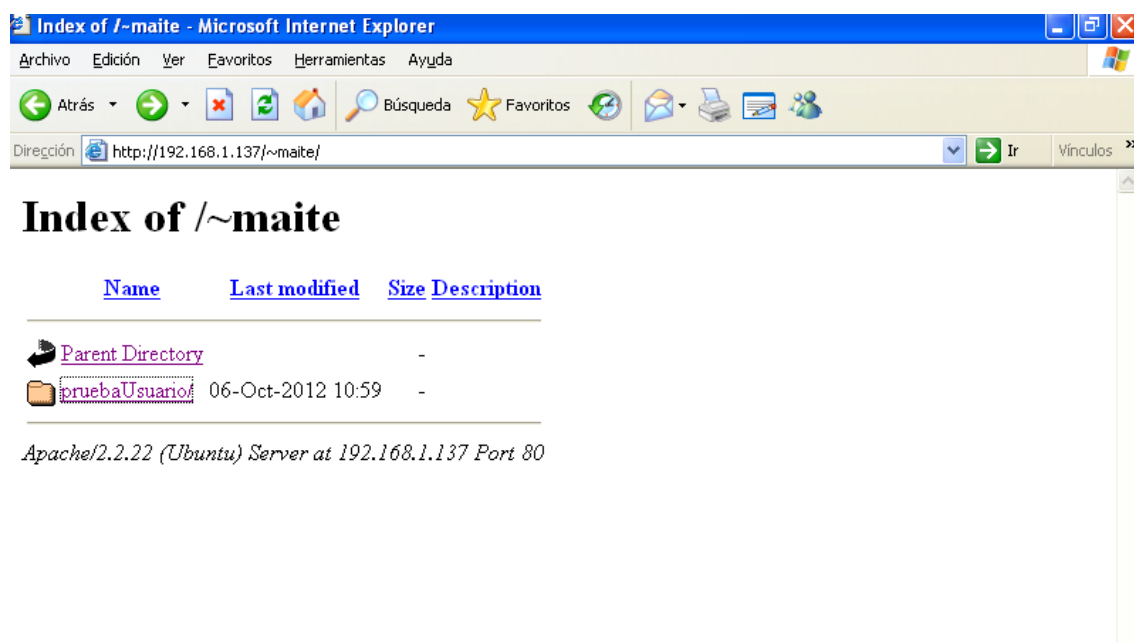 Index of /~maite - Microsoft Internet Explorer
Archivo Edición Ver Favoritos Herramientas Ayuda
Atrás Búsqueda Favoritos
Dirección http://192.168.1.137/~maite/ Ir Vínculos »
Index of /~maite
Name Last modified Size Description
Parent Directory -
pruebaUsuario/ 06-Oct-2012 10:59 -
Apache/2.2.22 (Ubuntu) Server at 192.168.1.137 Port 80